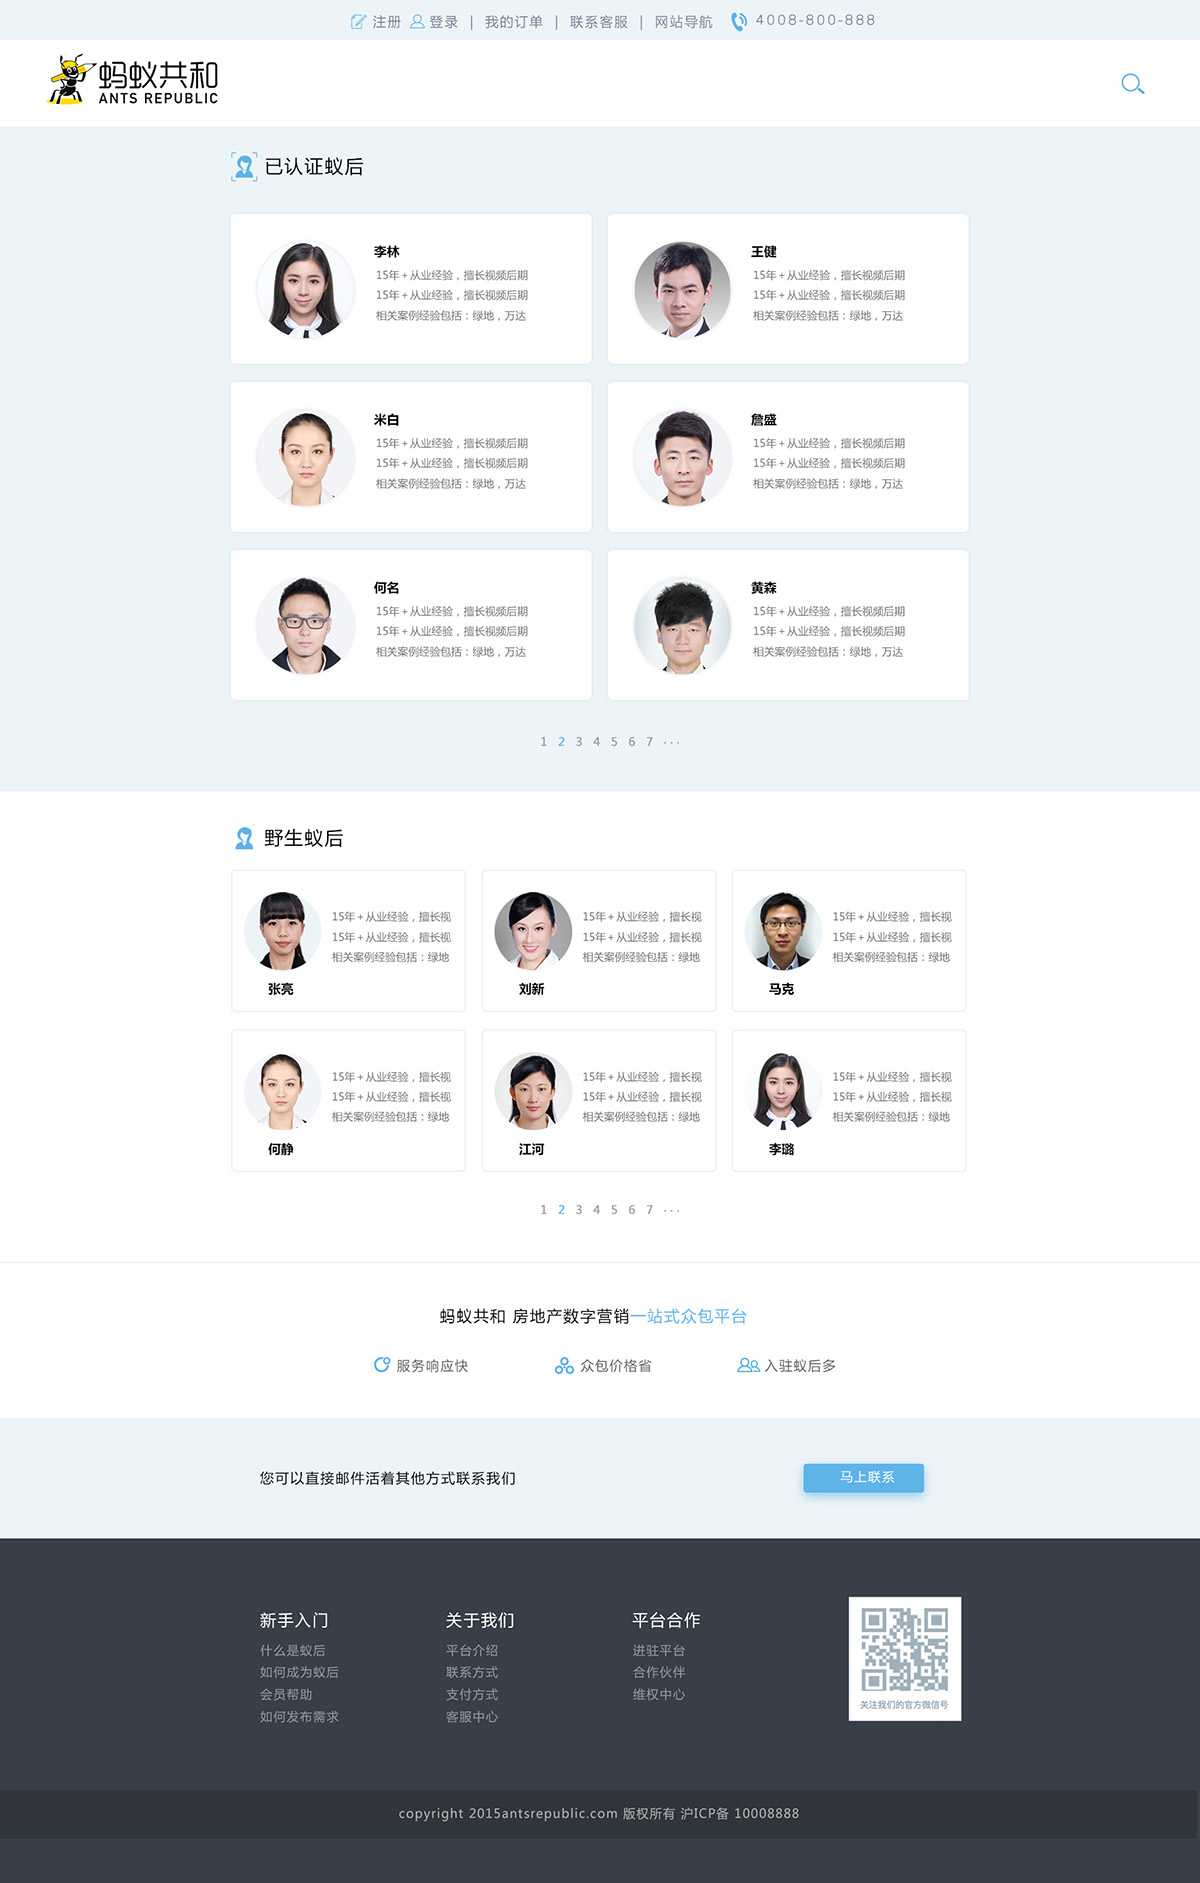 注册 登录 | 我的订单 | 联系客服 | 网站导航 4008-800-888
蚂蚁共和
ANTS REPUBLIC
已认证蚁后
李林
15年+从业经验，擅长视频后期
15年+从业经验，擅长视频后期
相关案例经验包括：绿地，万达
王健
15年+从业经验，擅长视频后期
15年+从业经验，擅长视频后期
相关案例经验包括：绿地，万达
米白
15年+从业经验，擅长视频后期
15年+从业经验，擅长视频后期
相关案例经验包括：绿地，万达
詹盛
15年+从业经验，擅长视频后期
15年+从业经验，擅长视频后期
相关案例经验包括：绿地，万达
何名
15年+从业经验，擅长视频后期
15年+从业经验，擅长视频后期
相关案例经验包括：绿地，万达
黄森
15年+从业经验，擅长视频后期
15年+从业经验，擅长视频后期
相关案例经验包括：绿地，万达
1 2 3 4 5 6 7 ···
野生蚁后
15年+从业经验，擅长视
15年+从业经验，擅长视
相关案例经验包括：绿地
张亮
15年+从业经验，擅长视
15年+从业经验，擅长视
相关案例经验包括：绿地
刘新
15年+从业经验，擅长视
15年+从业经验，擅长视
相关案例经验包括：绿地
马克
15年+从业经验，擅长视
15年+从业经验，擅长视
相关案例经验包括：绿地
何静
15年+从业经验，擅长视
15年+从业经验，擅长视
相关案例经验包括：绿地
江河
15年+从业经验，擅长视
15年+从业经验，擅长视
相关案例经验包括：绿地
李璐
1 2 3 4 5 6 7 ···
蚂蚁共和 房地产数字营销一站式众包平台
服务响应快
众包价格省
入驻蚁后多
您可以直接邮件活着其他方式联系我们
马上联系
新手入门
什么是蚁后
如何成为蚁后
会员帮助
如何发布需求
关于我们
平台介绍
联系方式
支付方式
客服中心
平台合作
进驻平台
合作伙伴
维权中心
关注我们的官方微信号
copyright 2015antsrepublic.com 版权所有 沪ICP备 10008888